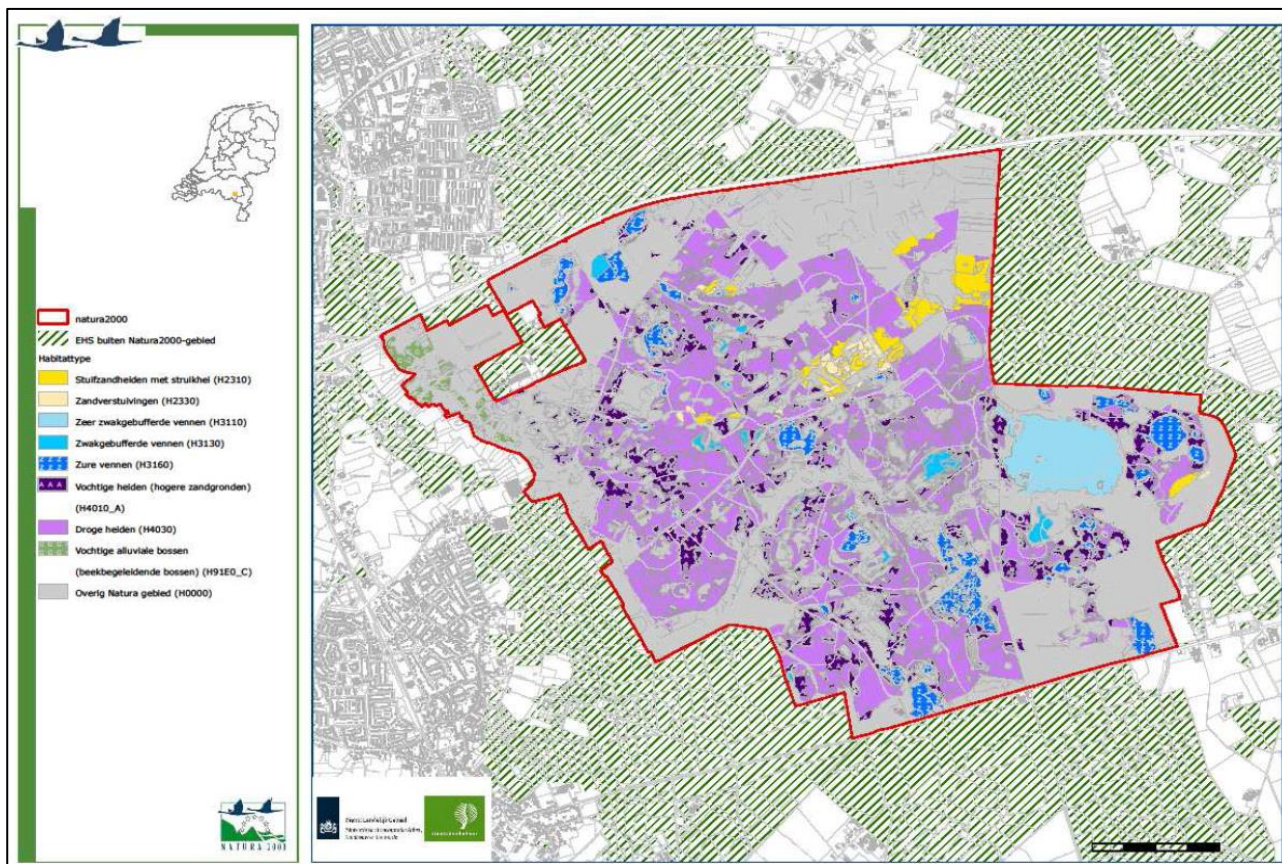 natura2000
EHS buiten Natura2000-gebied
Habitattype
Stuifzandheiden met struikhei (H2310)
Zandverstuivingen (H2330)
Zeer zwakgebufferde vennen (H3110)
Zwakgebufferde vennen (H3130)
Zure vennen (H3160)
Vochtige heiden (hogere zandgronden)
(H4010_A)
Droge heiden (H4030)
Vochtige alluviale bossen
(beekbegeleidende bossen) (H91E0_C)
Overig Natura gebied (H0000)
NATURA 2000